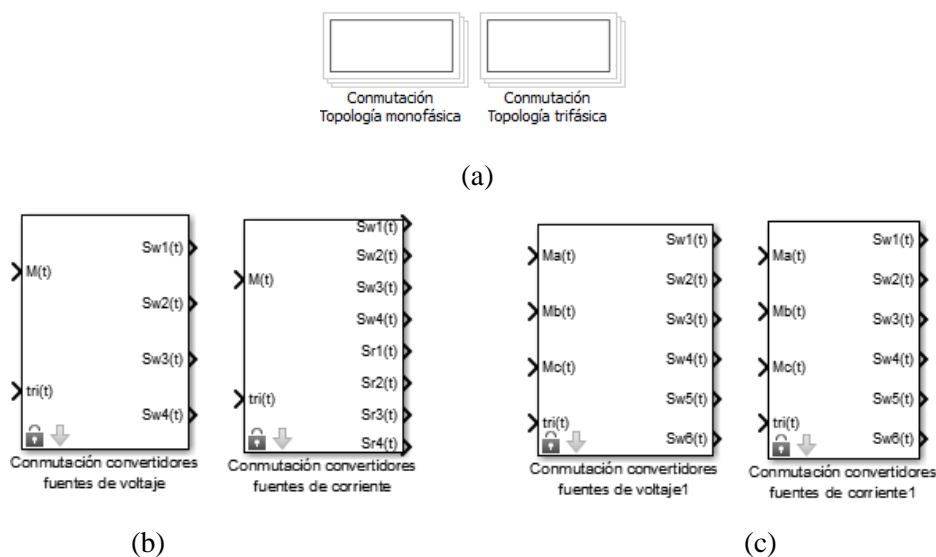 Conmutación
Topología monofásica
Conmutación
Topología trifásica
(a)
M(t)
tri(t)
Sw1(t)
Sw2(t)
Sw3(t)
Sw4(t)
Conmutación convertidores
fuentes de voltaje
M(t)
tri(t)
Sw1(t)
Sw2(t)
Sw3(t)
Sw4(t)
Sr1(t)
Sr2(t)
Sr3(t)
Sr4(t)
Conmutación convertidores
fuentes de corriente
(b)
Ma(t)
Mb(t)
Mc(t)
tri(t)
Sw1(t)
Sw2(t)
Sw3(t)
Sw4(t)
Sw5(t)
Sw6(t)
Conmutación convertidores
fuentes de voltaje1
Ma(t)
Mb(t)
Mc(t)
tri(t)
Sw1(t)
Sw2(t)
Sw3(t)
Sw4(t)
Sw5(t)
Sw6(t)
Conmutación convertidores
fuentes de corriente1
(c)